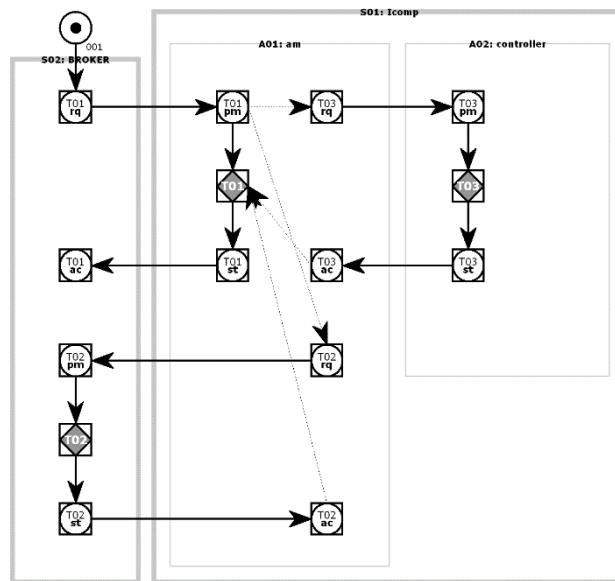 S01: Icomp
001
S02: BROKER
A01: am
A02: controller
T01
rq
T01
pm
T03
rq
T03
pm
T01
T03
T01
ac
T01
st
T03
ac
T03
st
T02
pm
T02
rq
T02
T02
st
T02
ac